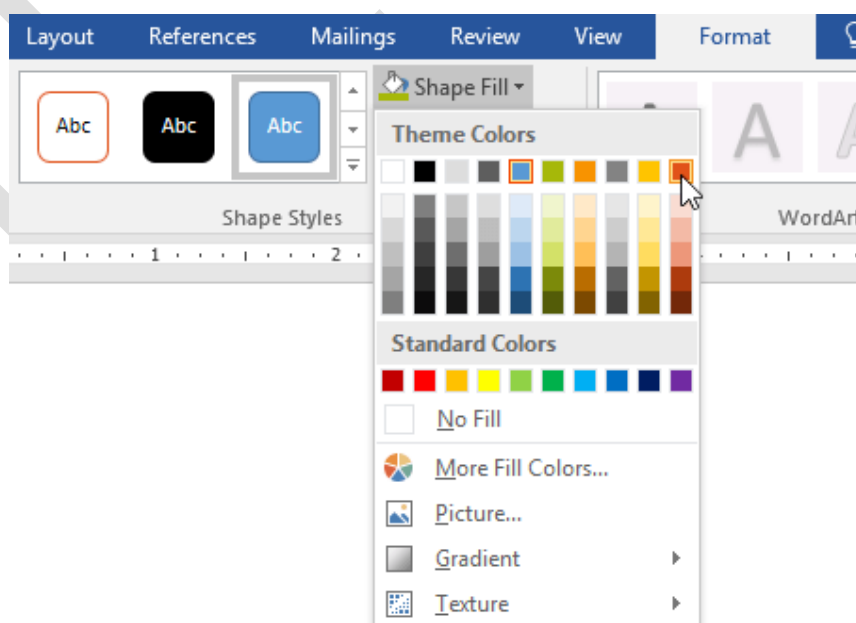 Layout References Mailings Review View Format
Shape Fill
Abc Abc Abc
Theme Colors
A
Shape Styles
1 2
Standard Colors
No Fill
More Fill Colors...
Picture...
Gradient
Texture